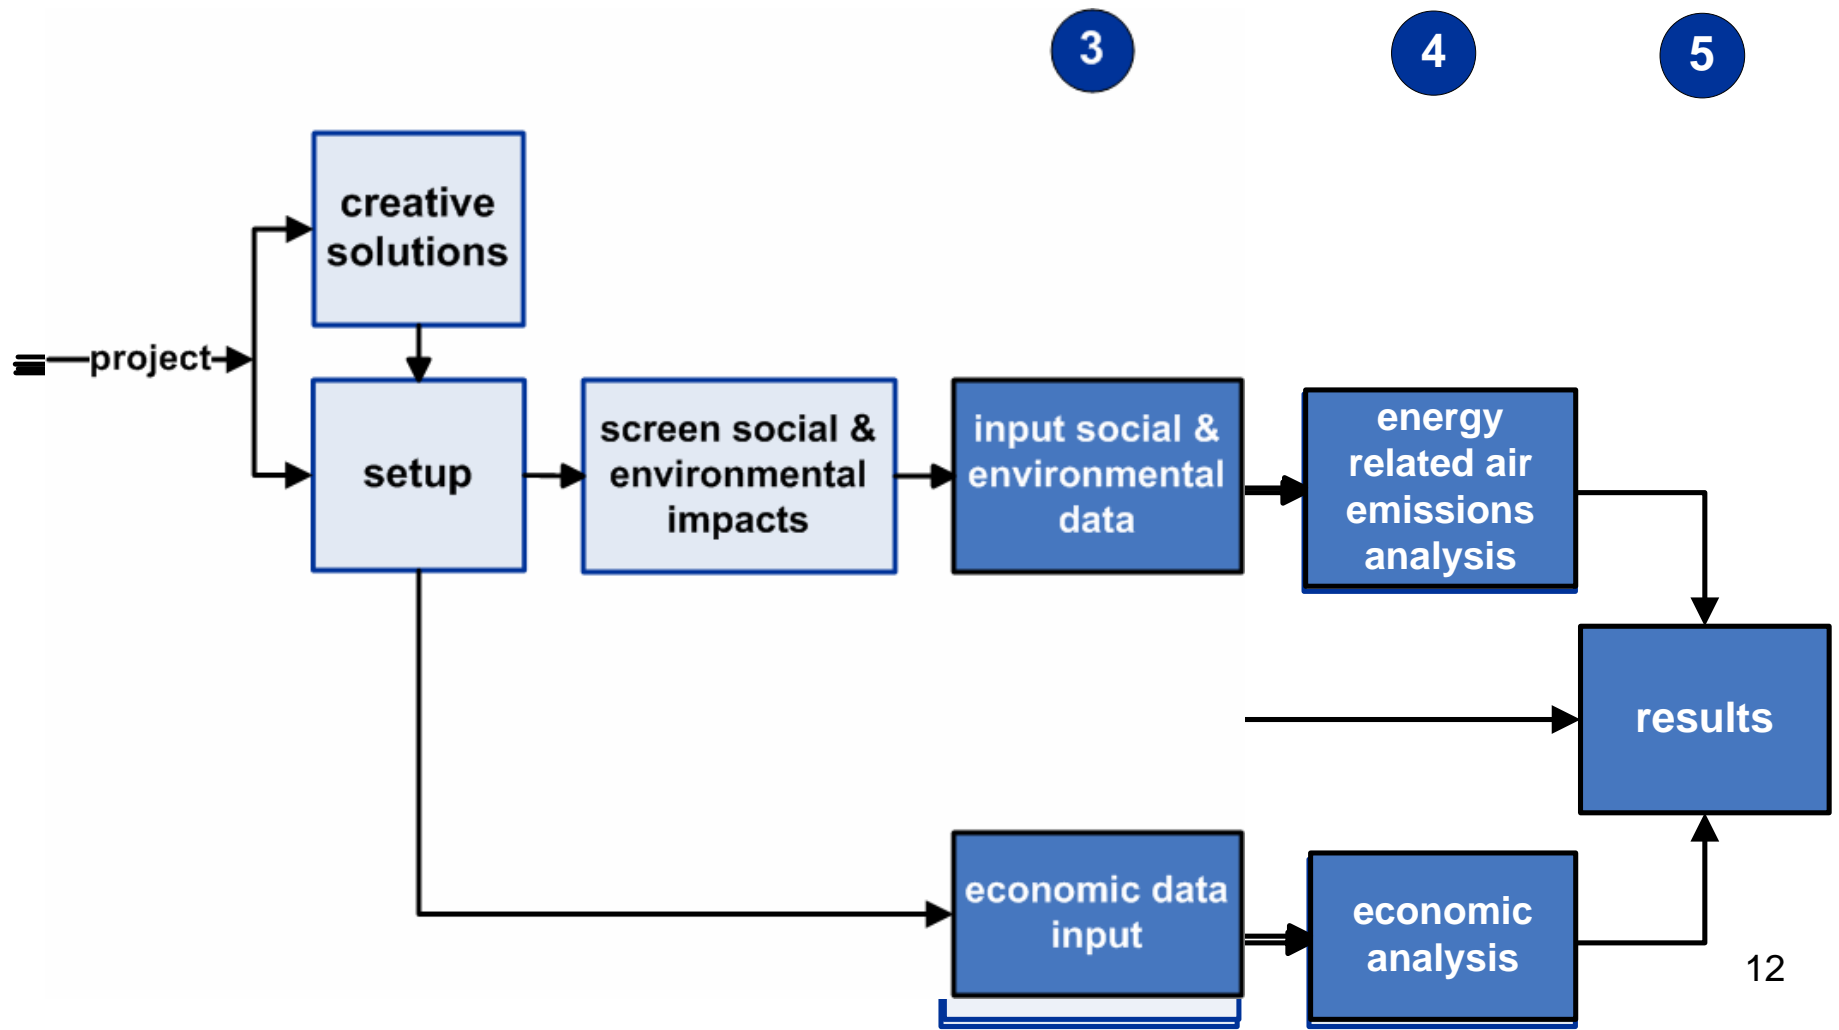 3
4
5
creative
solutions
project
setup
screen social &
environmental
impacts
input social &
environmental
data
energy
related air
emissions
analysis
results
economic data
input
economic
analysis
12